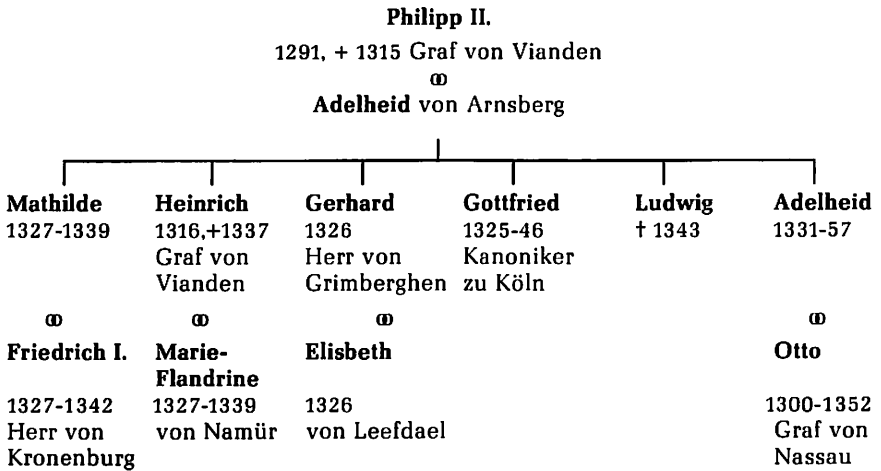 Philipp II.
1291, + 1315 Graf von Vianden
⚭
Adelheid von Arnsberg
Mathilde Heinrich Gerhard Gottfried Ludwig Adelheid
1327-1339 1316,+1337 1326 1325-46 † 1343 1331-57
Graf von Herr von Kanoniker
Vianden Grimberghen zu Köln
⚭ ⚭ ⚭ ⚭
Friedrich I. Marie- Elisbeth Otto
Flandrine
1327-1342 1327-1339 1326 1300-1352
Herr von von Namür von Leefdael Graf von
Kronenburg Nassau